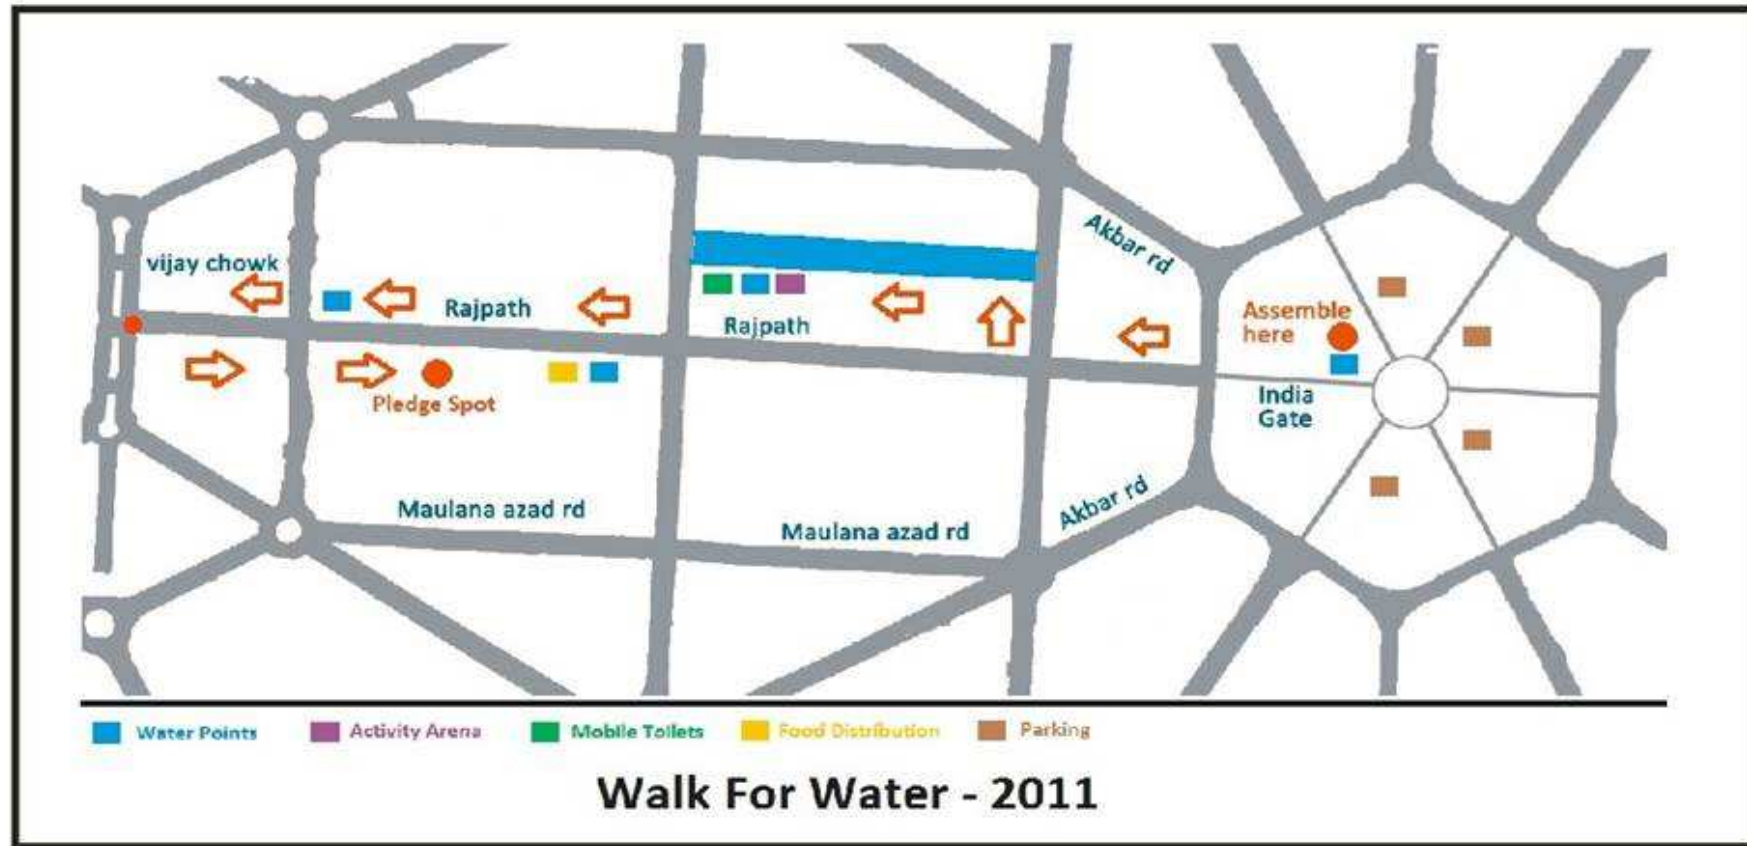 Akbar rd
vijay chowk
Rajpath
Rajpath
Assemble
here
India
Gate
Pledge Spot
Akbar rd
Maulana azad rd
Maulana azad rd
Water Points
Activity Arena
Mobile Toilets
Food Distribution
Parking
Walk For Water - 2011